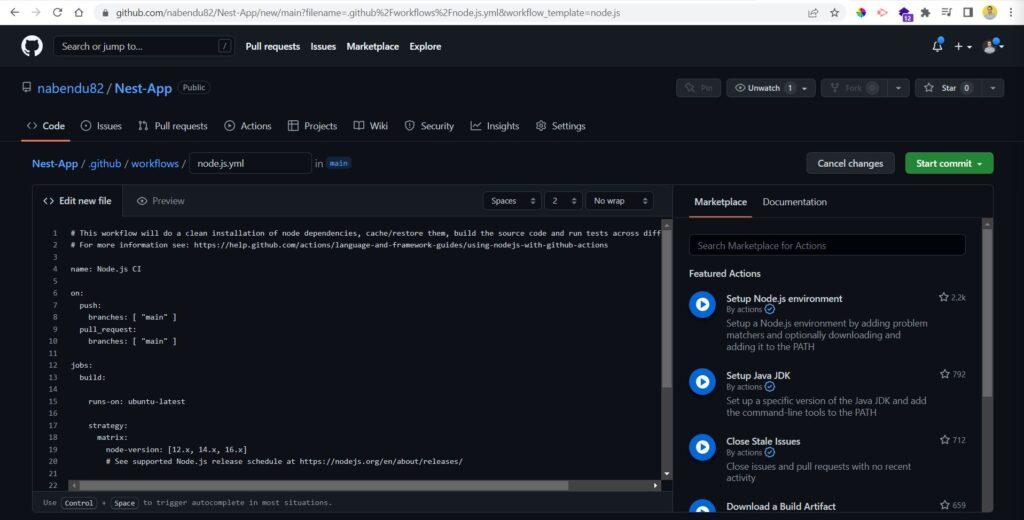 github.com/nabendu82/Nest-App/new/main?filename=.github%2Fworkflows%2Fnode.js.yml&workflow_template=node.js
12
Search or jump to... /
Pull requests Issues Marketplace Explore
nabendu82 / Nest-App Public
Pin Unwatch 1 Fork 0 Star 0
Code Issues Pull requests Actions Projects Wiki Security Insights Settings
Nest-App / .github / workflows / node.js.yml in main
Cancel changes Start commit
Edit new file Preview Spaces 2 No wrap
1 # This workflow will do a clean installation of node dependencies, cache/restore them, build the source code and run tests across diff
2 # For more information see: https://help.github.com/actions/language-and-framework-guides/using-nodejs-with-github-actions
3
4 name: Node.js CI
5
6 on:
7 push:
8 branches: [ "main" ]
9 pull_request:
10 branches: [ "main" ]
11
12 jobs:
13 build:
14
15 runs-on: ubuntu-latest
16
17 strategy:
18 matrix:
19 node-version: [12.x, 14.x, 16.x]
20 # See supported Node.js release schedule at https://nodejs.org/en/about/releases/
21
22
Use Control + Space to trigger autocomplete in most situations.
Marketplace Documentation
Search Marketplace for Actions
Featured Actions
Setup Node.js environment 2.2k
By actions
Setup a Node.js environment by adding problem
matchers and optionally downloading and
adding it to the PATH
Setup Java JDK 792
By actions
Set up a specific version of the Java JDK and add
the command-line tools to the PATH
Close Stale Issues 712
By actions
Close issues and pull requests with no recent
activity
Download a Build Artifact 659